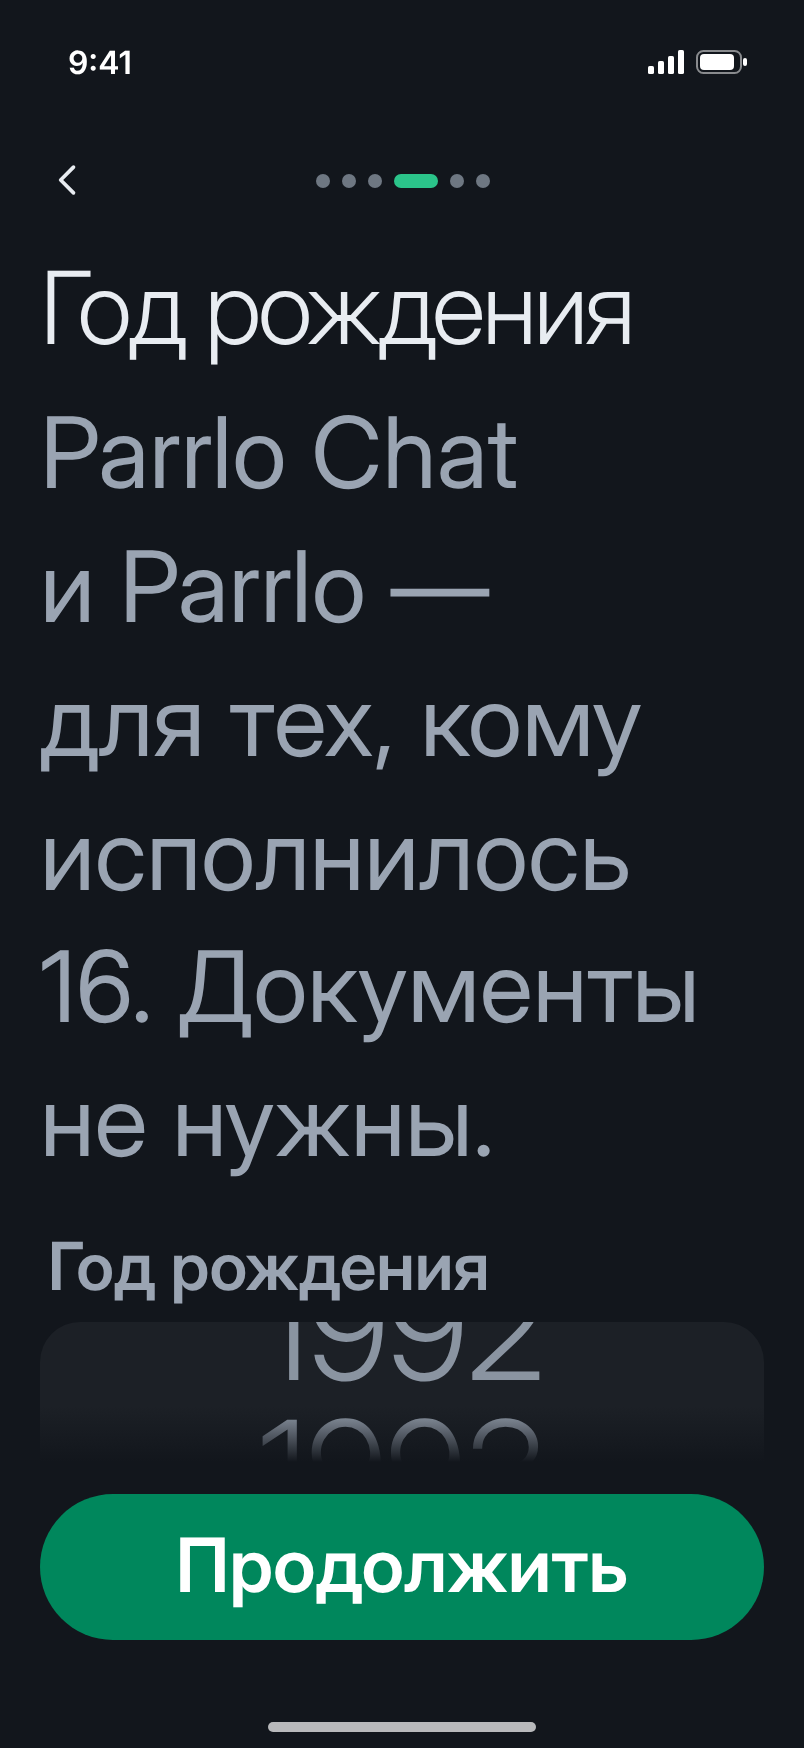 9:41
Год рождения
Parrlo Chat
и Parrlo —
для тех, кому
исполнилось
16. Документы
не нужны.
Год рождения
1992
Продолжить